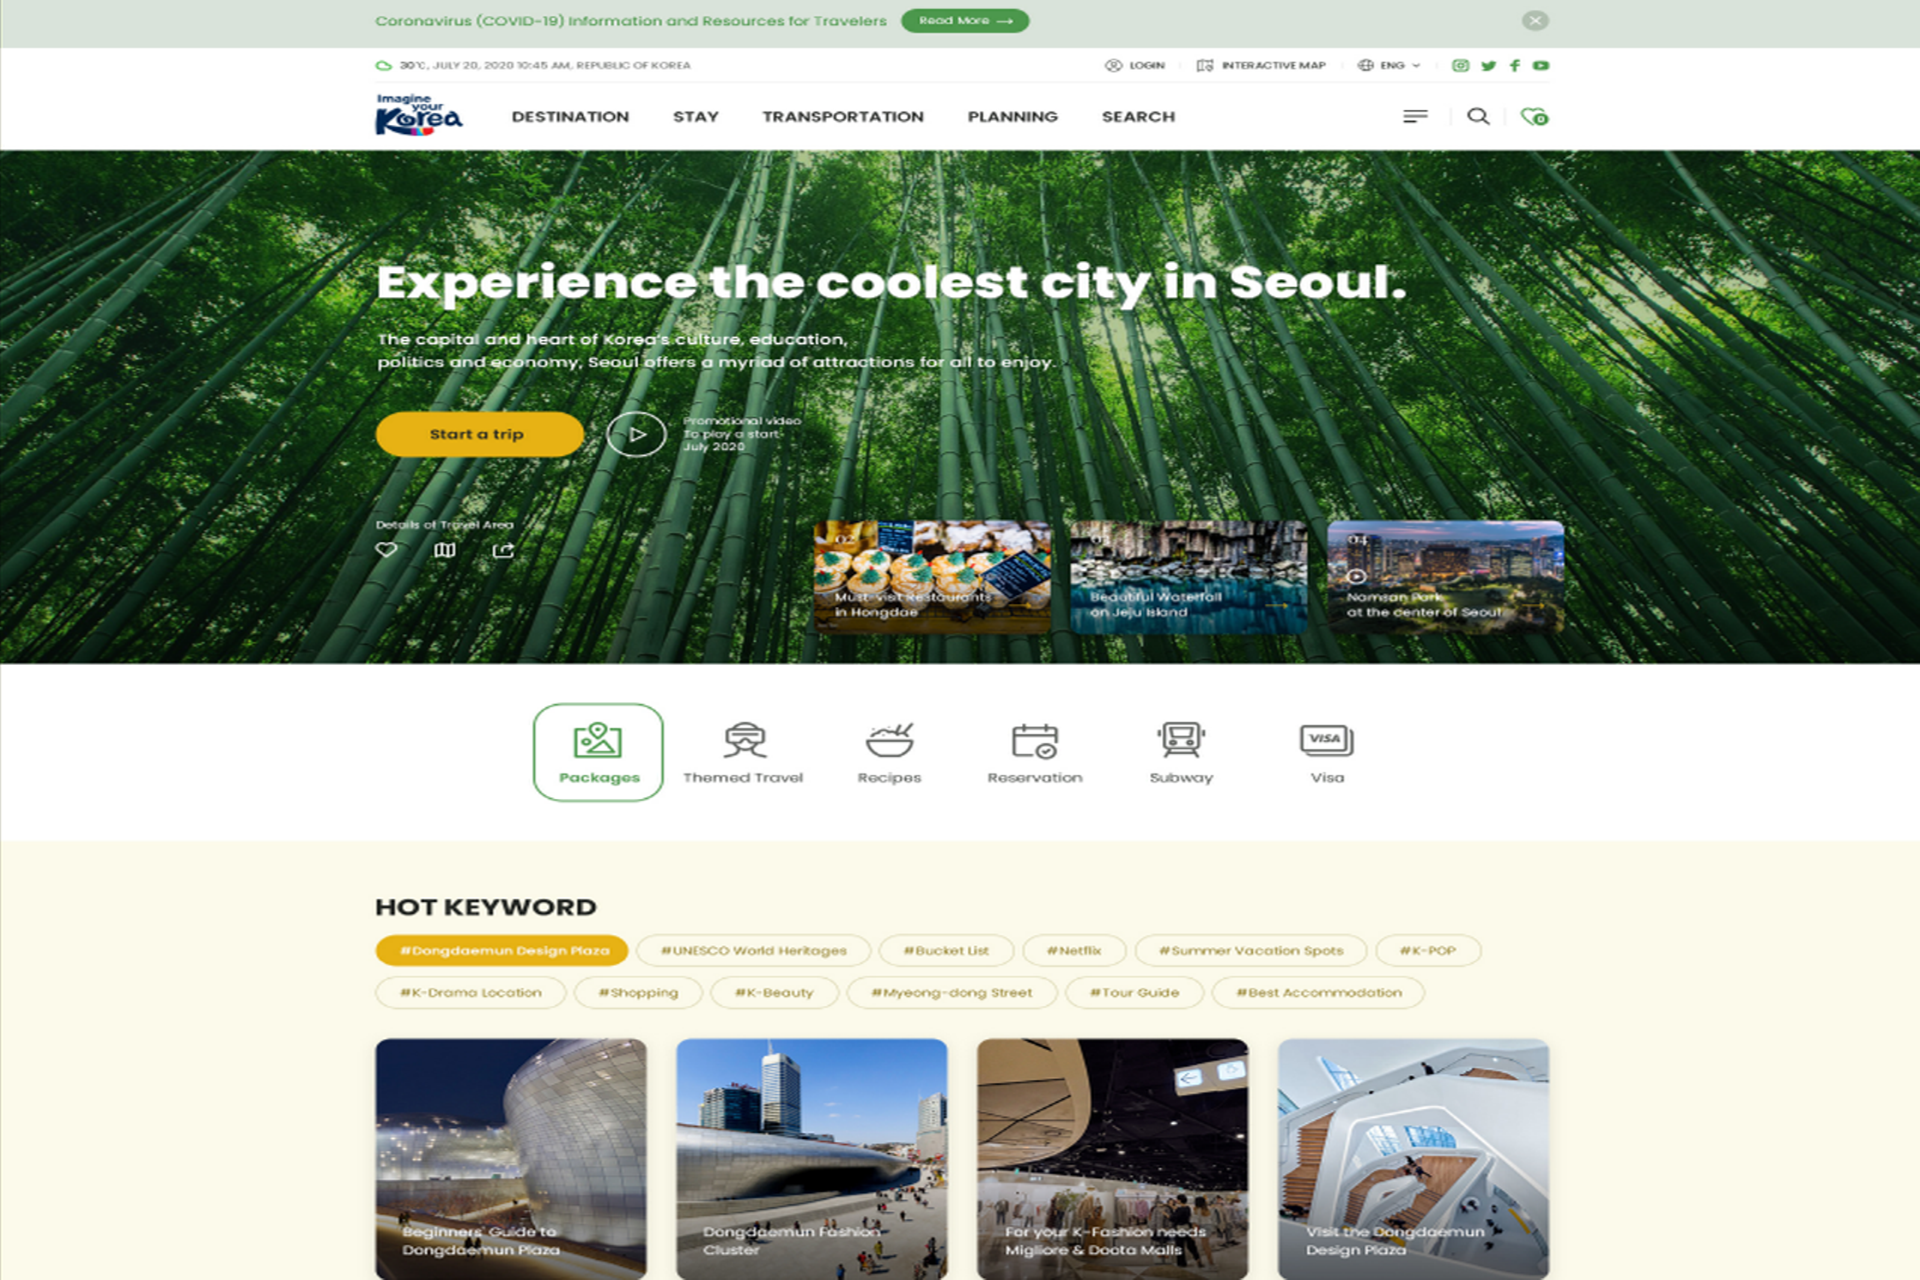 Coronavirus (COVID-19) Information and Resources for Travelers
Read More →
30°C, JULY 20, 2020 10:45 AM, REPUBLIC OF KOREA
LOGIN
INTERACTIVE MAP
ENG
Imagine
your
Korea
DESTINATION
STAY
TRANSPORTATION
PLANNING
SEARCH
0
Experience the coolest city in Seoul.
The capital and heart of Korea's culture, education,
politics and economy, Seoul offers a myriad of attractions for all to enjoy.
Start a trip
Promotional video
To play a start-
July 2020
Details of Travel Area
02
Must-visit Restaurants
in Hongdae
Beautiful Waterfall
on Jeju Island
04
Namsan Park
at the center of Seoul
Packages
Themed Travel
Recipes
Reservation
Subway
VISA
Visa
HOT KEYWORD
#Dongdaemun Design Plaza
#UNESCO World Heritages
#Bucket List
#Netflix
#Summer Vacation Spots
#K-POP
#K-Drama Location
#Shopping
#K-Beauty
#Myeong-dong Street
#Tour Guide
#Best Accommodation
Beginners' Guide to
Dongdaemun Plaza
Dongdaemun Fashion
Cluster
For your K-Fashion needs
Migliore & Doota Malls
Visit the Dongdaemun
Design Plaza